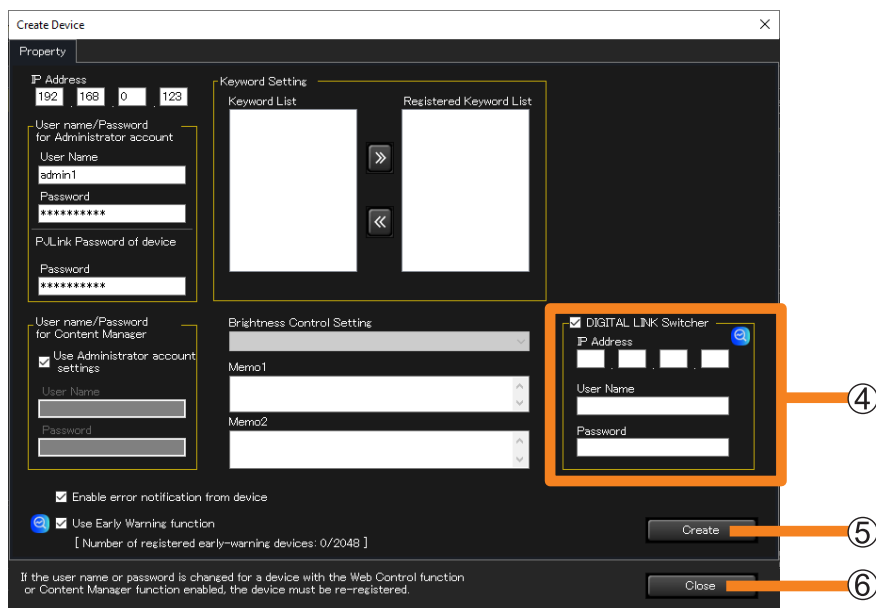 Create Device
Property
IP Address
192 . 168 . 0 . 123
User name/Password
for Administrator account
User Name
admin1
Password
**********
PJLink Password of device
Password
**********
Keyword Setting
Keyword List
Registered Keyword List
User name/Password
for Content Manager
Use Administrator account
settings
User Name
Password
Brightness Control Setting
Memo1
Memo2
DIGITAL LINK Switcher
IP Address
. . .
User Name
Password
④
Enable error notification from device
Use Early Warning function
[ Number of registered early-warning devices: 0/2048 ]
Create
⑤
If the user name or password is changed for a device with the Web Control function
or Content Manager function enabled, the device must be re-registered.
Close
⑥